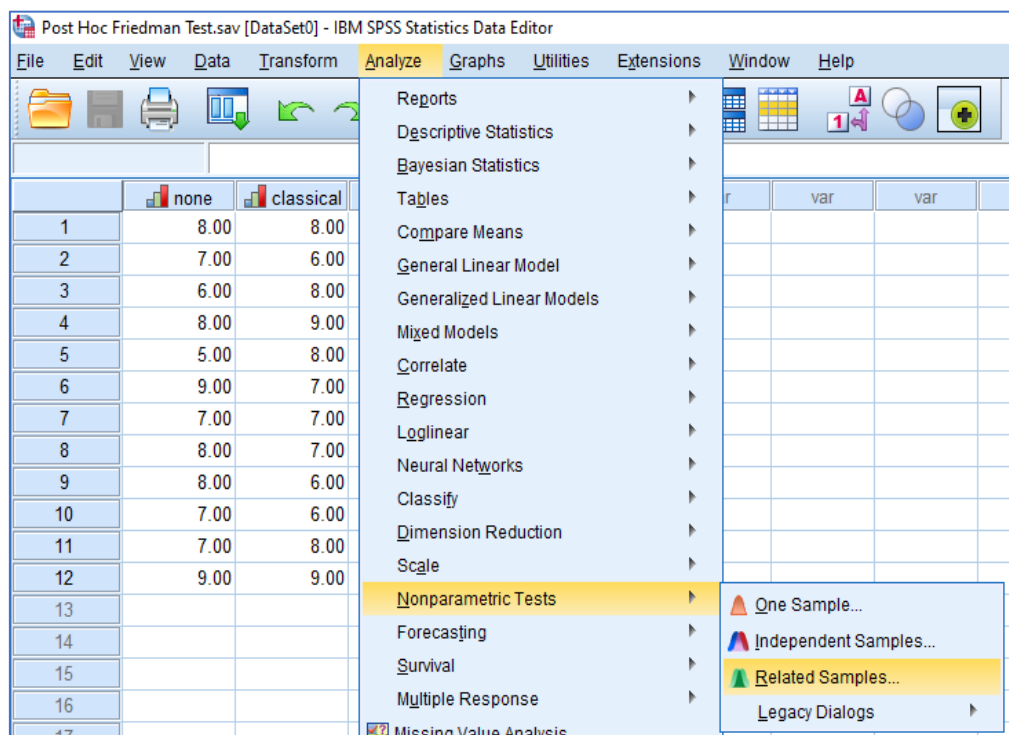 Post Hoc Friedman Test.sav [DataSet0] - IBM SPSS Statistics Data Editor
File Edit View Data Transform Analyze Graphs Utilities Extensions Window Help
A
1
none classical var var
Reports
Descriptive Statistics
Bayesian Statistics
Tables
Compare Means
General Linear Model
Generalized Linear Models
Mixed Models
Correlate
Regression
Loglinear
Neural Networks
Classify
Dimension Reduction
Scale
Nonparametric Tests
Forecasting
Survival
Multiple Response
Missing Value Analysis...
1 8.00 8.00
2 7.00 6.00
3 6.00 8.00
4 8.00 9.00
5 5.00 8.00
6 9.00 7.00
7 7.00 7.00
8 8.00 7.00
9 8.00 6.00
10 7.00 6.00
11 7.00 8.00
12 9.00 9.00
13
14
15
16
17
One Sample...
Independent Samples...
Related Samples...
Legacy Dialogs